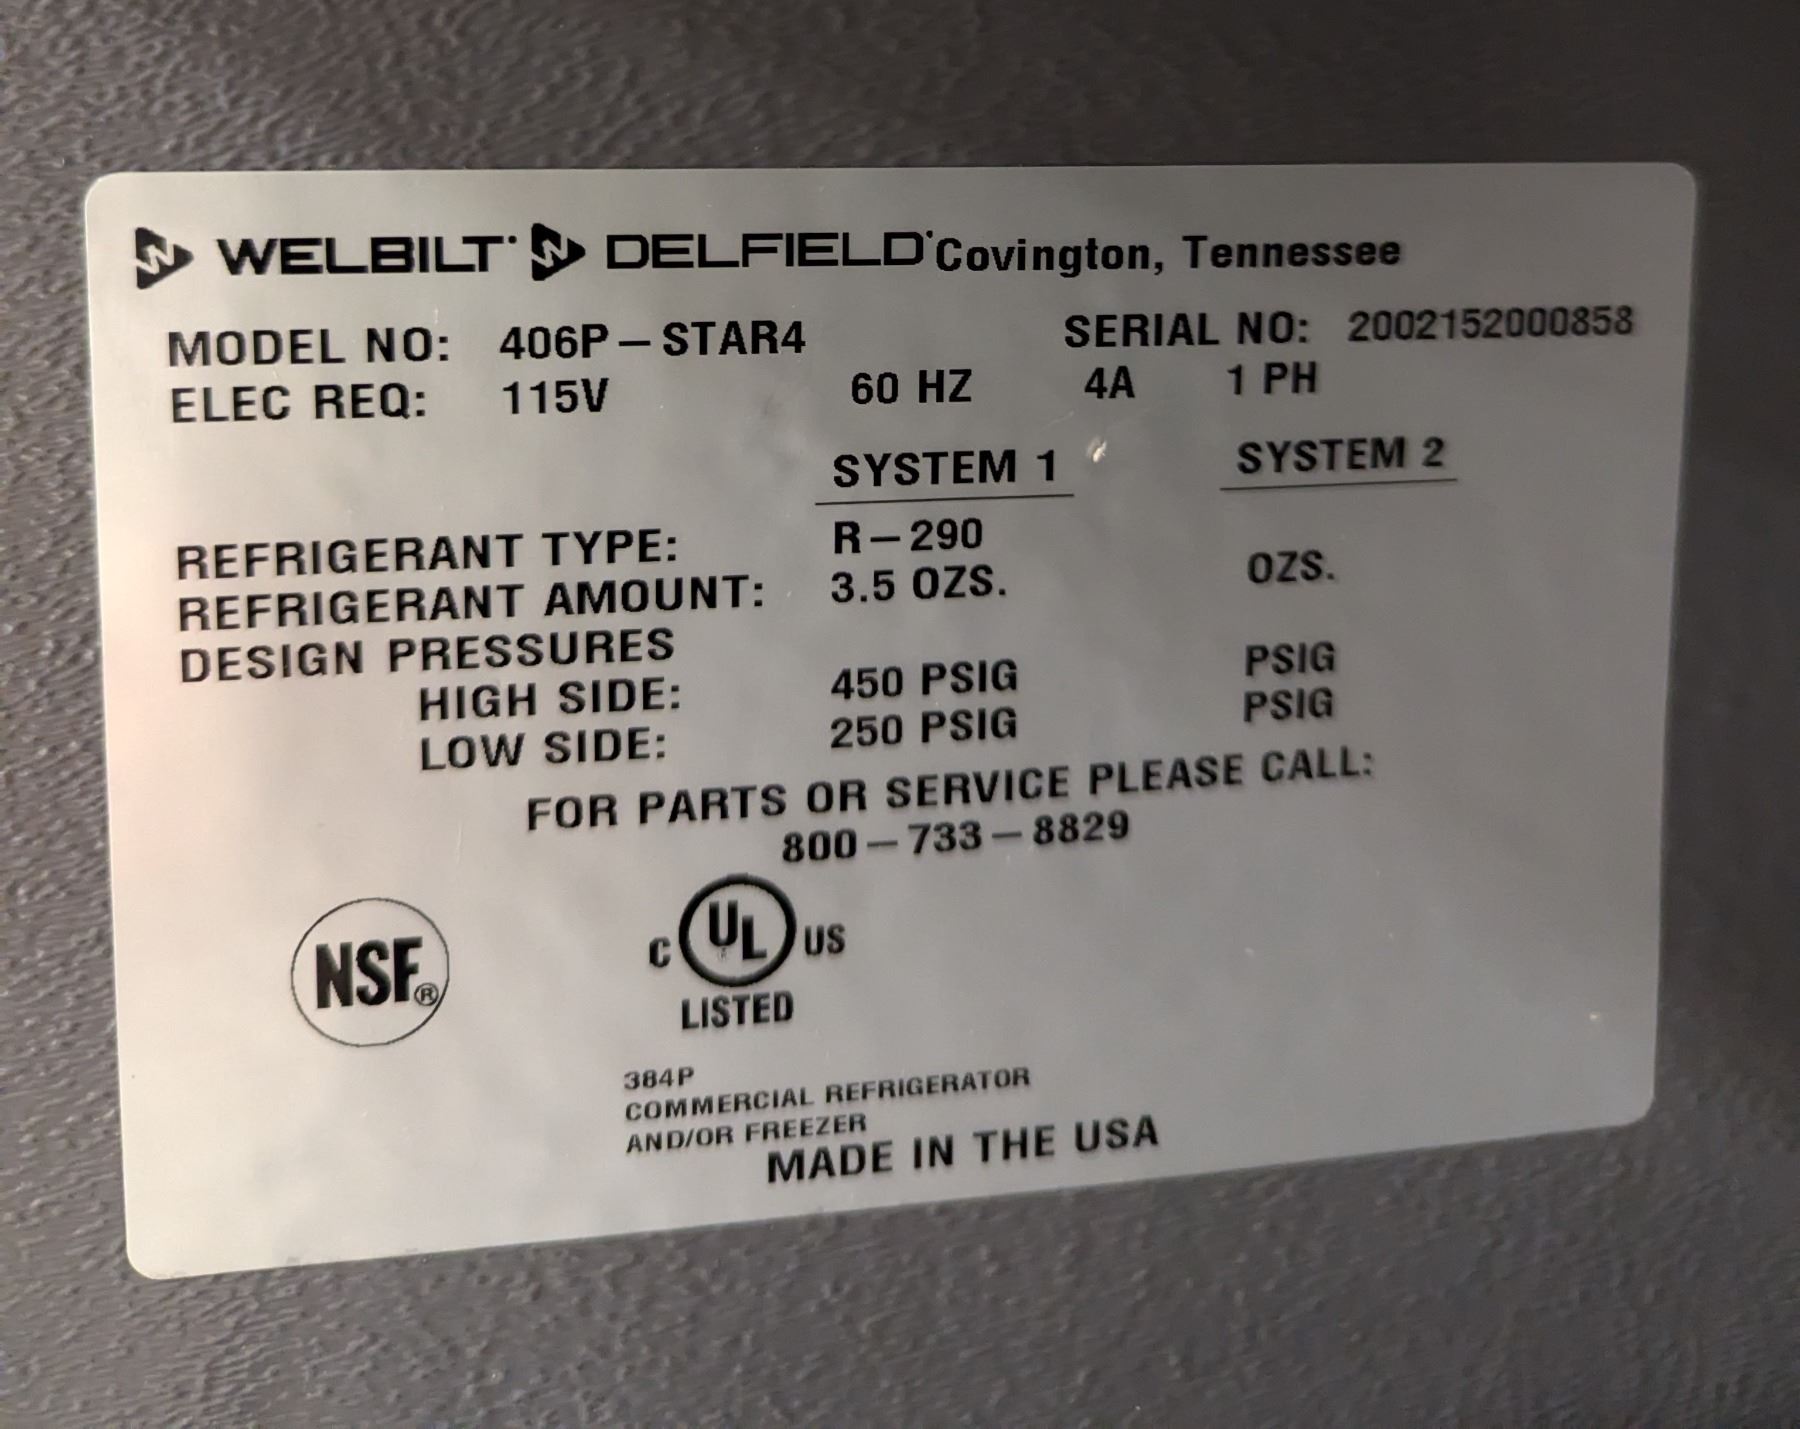 WELBILT DELFIELD Covington, Tennessee
MODEL NO: 406P-STAR4 SERIAL NO: 2002152000858
ELEC REQ: 115V 60 HZ 4A 1 PH
SYSTEM 1 SYSTEM 2
REFRIGERANT TYPE: R-290
REFRIGERANT AMOUNT: 3.5 OZS. OZS.
DESIGN PRESSURES
HIGH SIDE: 450 PSIG PSIG
LOW SIDE: 250 PSIG PSIG
FOR PARTS OR SERVICE PLEASE CALL:
800-733-8829
NSF®
C UL US
LISTED
384P
COMMERCIAL REFRIGERATOR
AND/OR FREEZER
MADE IN THE USA